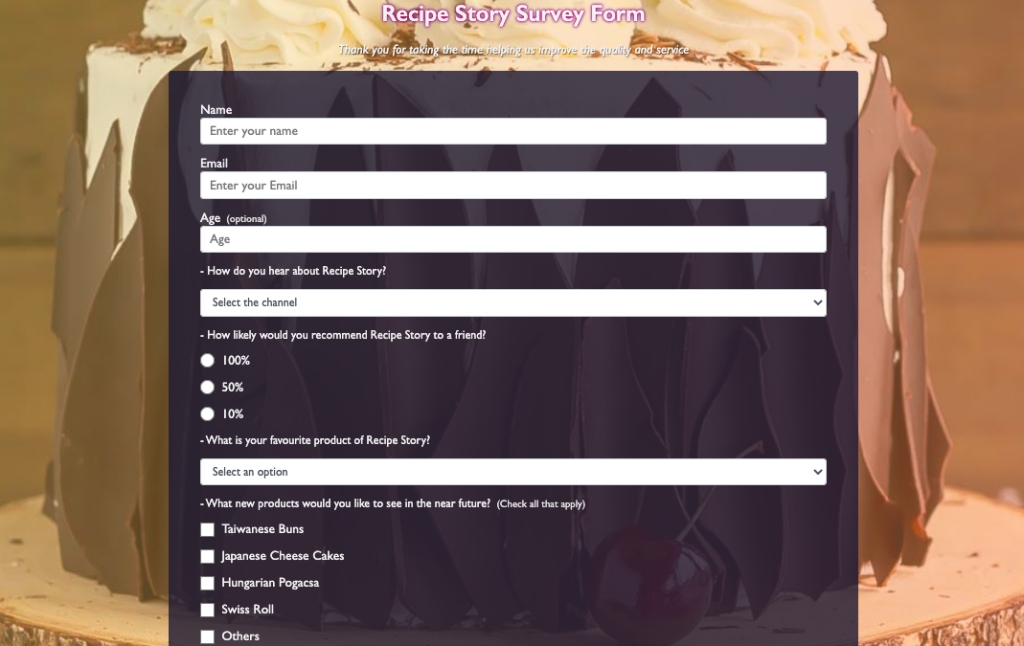 Recipe Story Survey Form
Thank you for taking the time helping us improve the quality and service
Name
Enter your name
Email
Enter your Email
Age (optional)
Age
- How do you hear about Recipe Story?
Select the channel
- How likely would you recommend Recipe Story to a friend?
100%
50%
10%
- What is your favourite product of Recipe Story?
Select an option
- What new products would you like to see in the near future? (Check all that apply)
Taiwanese Buns
Japanese Cheese Cakes
Hungarian Pogacsa
Swiss Roll
Others